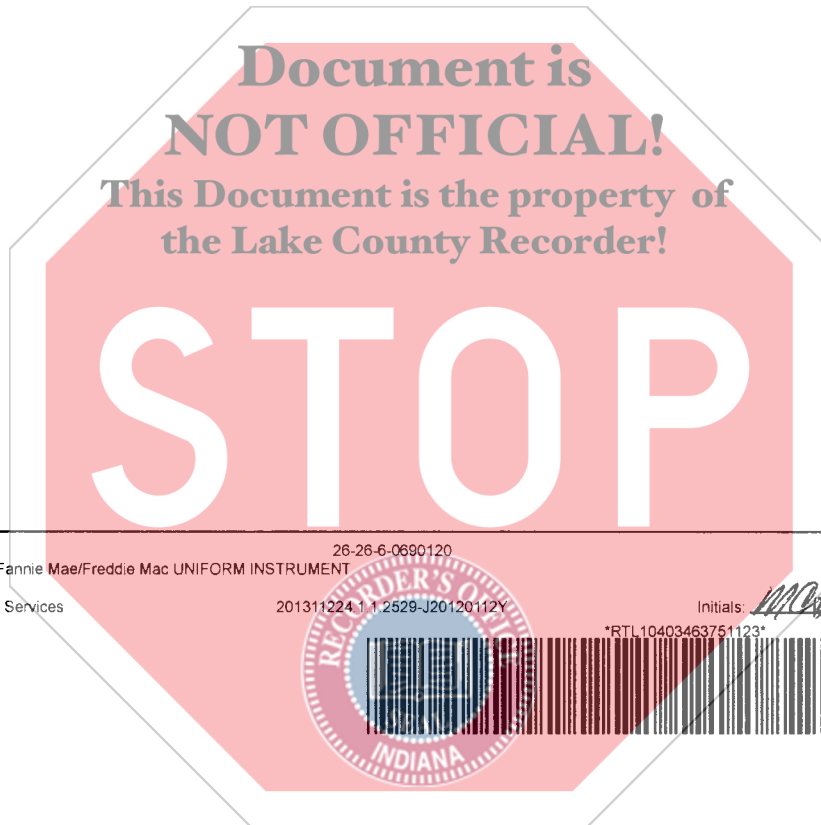 Document is
NOT OFFICIAL!
This Document is the property of
the Lake County Recorder!
STOP
26-26-6-0690120
Fannie Mae/Freddie Mac UNIFORM INSTRUMENT
Services
201311224.1.1.2529-J20120112Y
Initials:
*RTL10403463751123*
RECORDER'S OFFICE
SEAL
INDIANA